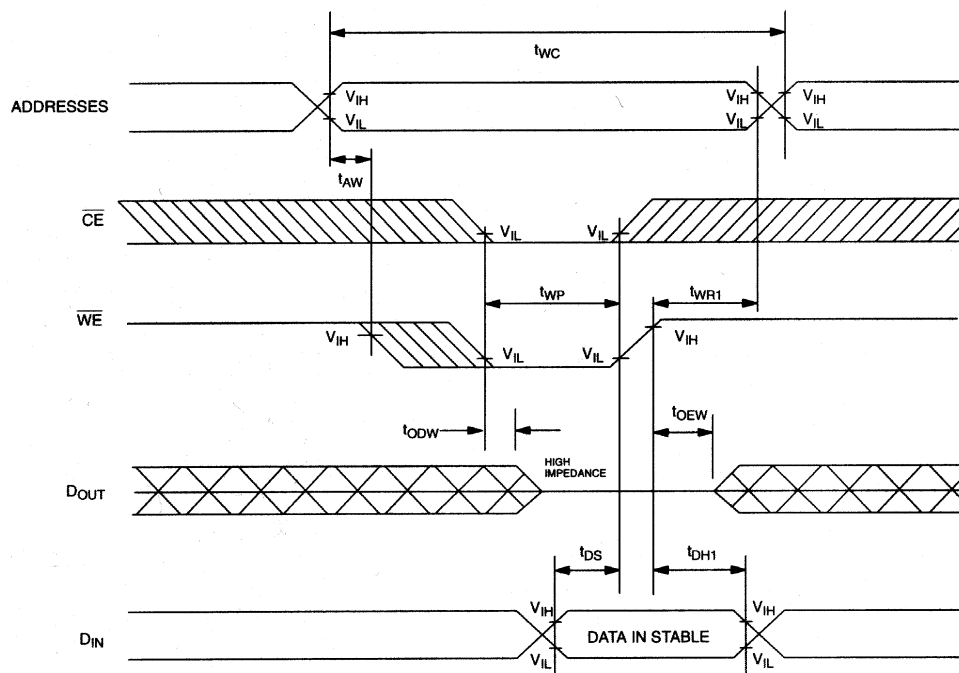 tWC
ADDRESSES
VIH VIH VIH
VIL VIL VIL
tAW
CE
VIL VIL
tWP tWR1
WE
VIH VIL VIL VIH
tODW tOEW
HIGH
IMPEDANCE
DOUT
tDS tDH1
VIH VIH
DIN
DATA IN STABLE
VIL VIL